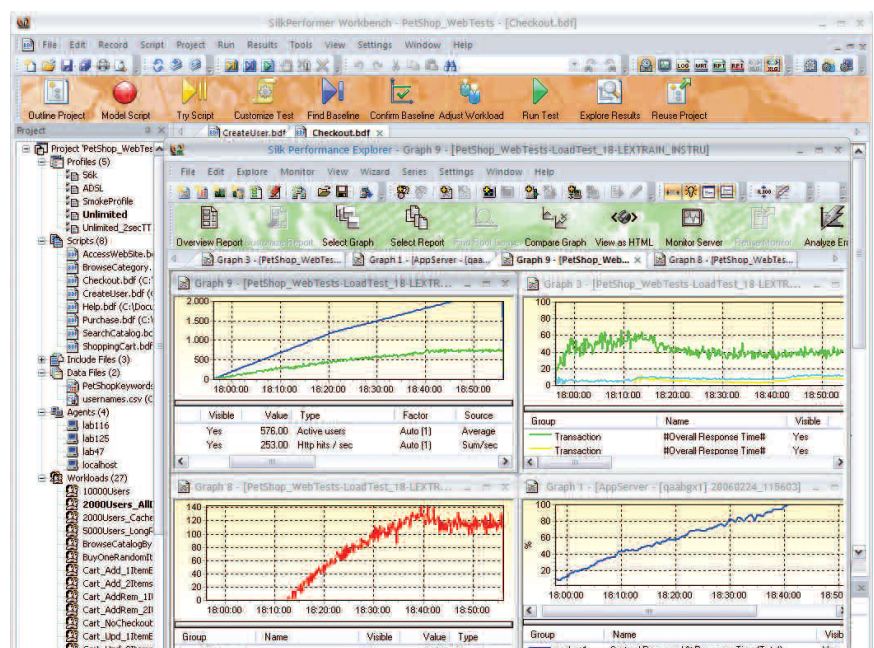 SilkPerformer Workbench - PetShop_WebTests - [Checkout.bdf]
File Edit Record Script Project Run Results Tools View Settings Window Help
Outline Project Model Script Try Script Customize Test Find Baseline Confirm Baseline Adjust Workload Run Test Explore Results Reuse Project
Project
CreateUser.bdf Checkout.bdf
Project 'PetShop_WebTes
Profiles (5)
56k
ADSL
SmokeProfile
Unlimited
Unlimited_2secTT
Scripts (8)
AccessWebSite.b
BrowseCategory.
Checkout.bdf (C:\
CreateUser.bdf (
Help.bdf (C:\Docu
Purchase.bdf (C:\
SearchCatalog.bd
ShoppingCart.bdf
Include Files (3)
Data Files (2)
PetShopKeywords
usernames.csv (C
Agents (4)
lab116
lab125
lab47
localhost
Workloads (27)
10000Users
2000Users_All
2000Users_Cache
5000Users_LongR
BrowseCatalogBy
BuyOneRandomIt
Cart_Add_1ItemE
Cart_Add_2Items
Cart_AddRem_1I
Cart_AddRem_2I
Cart_NoCheckout
Cart_Upd_1ItemE
Silk Performance Explorer - Graph 9 - [PetShop_WebTests-LoadTest_18-LEXTRAIN_INSTRU]
File Edit Explore Monitor View Wizard Series Settings Window Help
Overview Report Select Graph Select Report Compare Graph View as HTML Monitor Server Analyze Err
Graph 3 - [PetShop_WebTes... Graph 1 - [AppServer - [qaa... Graph 9 - [PetShop_Web... Graph 8 - [PetShop_WebTes...
Graph 9 - [PetShop_WebTests-LoadTest_18-LEXTR...
2.000
1.500
1.000
500
0
18:00:00 18:10:00 18:20:00 18:30:00 18:40:00 18:50:00
Visible Value Type Factor Source
Yes 576.00 Active users Auto (1) Average
Yes 253.00 Http hits / sec Auto (1) Sum/sec
Graph 3 - [PetShop_WebTests-LoadTest_18-LEXTR
100
80
60
40
20
0
18:00:00 18:10:00 18:20:00 18:30:00 18:40:00 18:50:00
Group Name Visible
Transaction #Overall Response Time# Yes
Transaction #Overall Response Time# Yes
Graph 8 - [PetShop_WebTests-LoadTest_18-LEXTR...
140
120
100
80
60
40
20
0
18:00:00 18:10:00 18:20:00 18:30:00 18:40:00 18:50:00
Group Name Visible Value Type
Graph 1 - [AppServer - [qaabgx1] 20060224_115603]
100
80
60
40
20
%
18:00:00 18:10:00 18:20:00 18:30:00 18:40:00 18:50
Group Name Visib